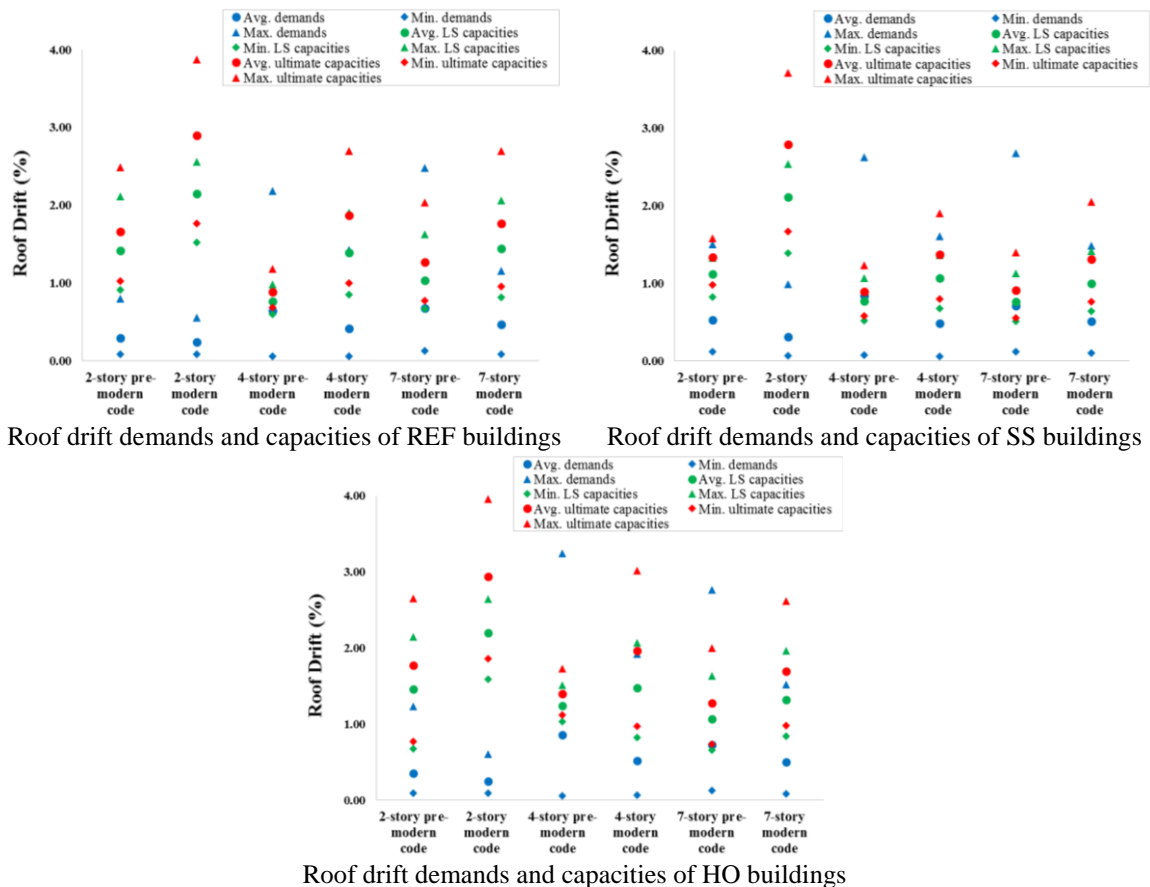 Avg. demands Min. demands
Max. demands Avg. LS capacities
Min. LS capacities Max. LS capacities
Avg. ultimate capacities Min. ultimate capacities
Max. ultimate capacities
4.00
3.00
2.00
1.00
0.00
Roof Drift (%)
2-story pre-modern code
2-story modern code
4-story pre-modern code
4-story modern code
7-story pre-modern code
7-story modern code
Roof drift demands and capacities of REF buildings
Avg. demands Min. demands
Max. demands Avg. LS capacities
Min. LS capacities Max. LS capacities
Avg. ultimate capacities Min. ultimate capacities
Max. ultimate capacities
4.00
3.00
2.00
1.00
0.00
Roof Drift (%)
2-story pre-modern code
2-story modern code
4-story pre-modern code
4-story modern code
7-story pre-modern code
7-story modern code
Roof drift demands and capacities of SS buildings
Avg. demands Min. demands
Max. demands Avg. LS capacities
Min. LS capacities Max. LS capacities
Avg. ultimate capacities Min. ultimate capacities
Max. ultimate capacities
4.00
3.00
2.00
1.00
0.00
Roof Drift (%)
2-story pre-modern code
2-story modern code
4-story pre-modern code
4-story modern code
7-story pre-modern code
7-story modern code
Roof drift demands and capacities of HO buildings